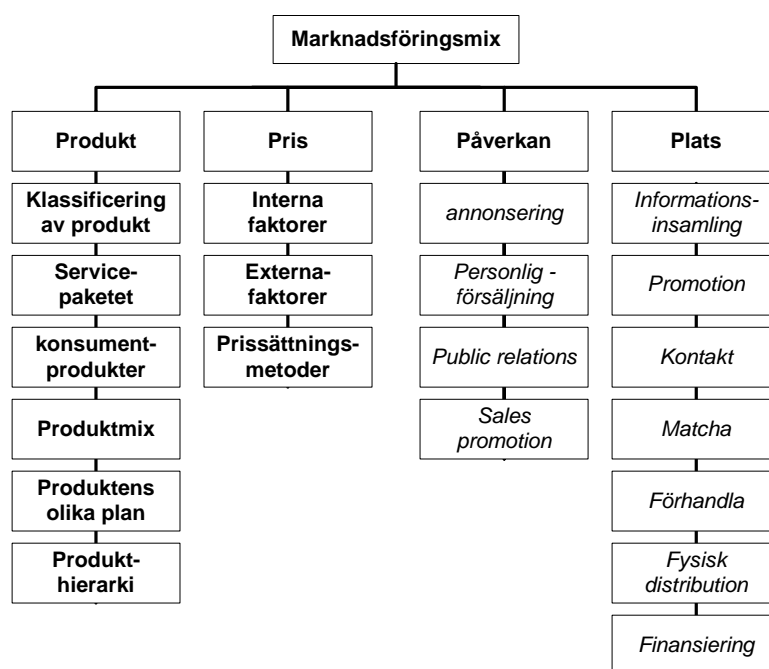 Marknadsföringsmix
Produkt
Klassificering
av produkt
Service-
paketet
konsument-
produkter
Produktmix
Produktens
olika plan
Produkt-
hierarki
Pris
Interna
faktorer
Externa-
faktorer
Prissättnings-
metoder
Påverkan
annonsering
Personlig -
försäljning
Public relations
Sales
promotion
Plats
Informations-
insamling
Promotion
Kontakt
Matcha
Förhandla
Fysisk
distribution
Finansiering